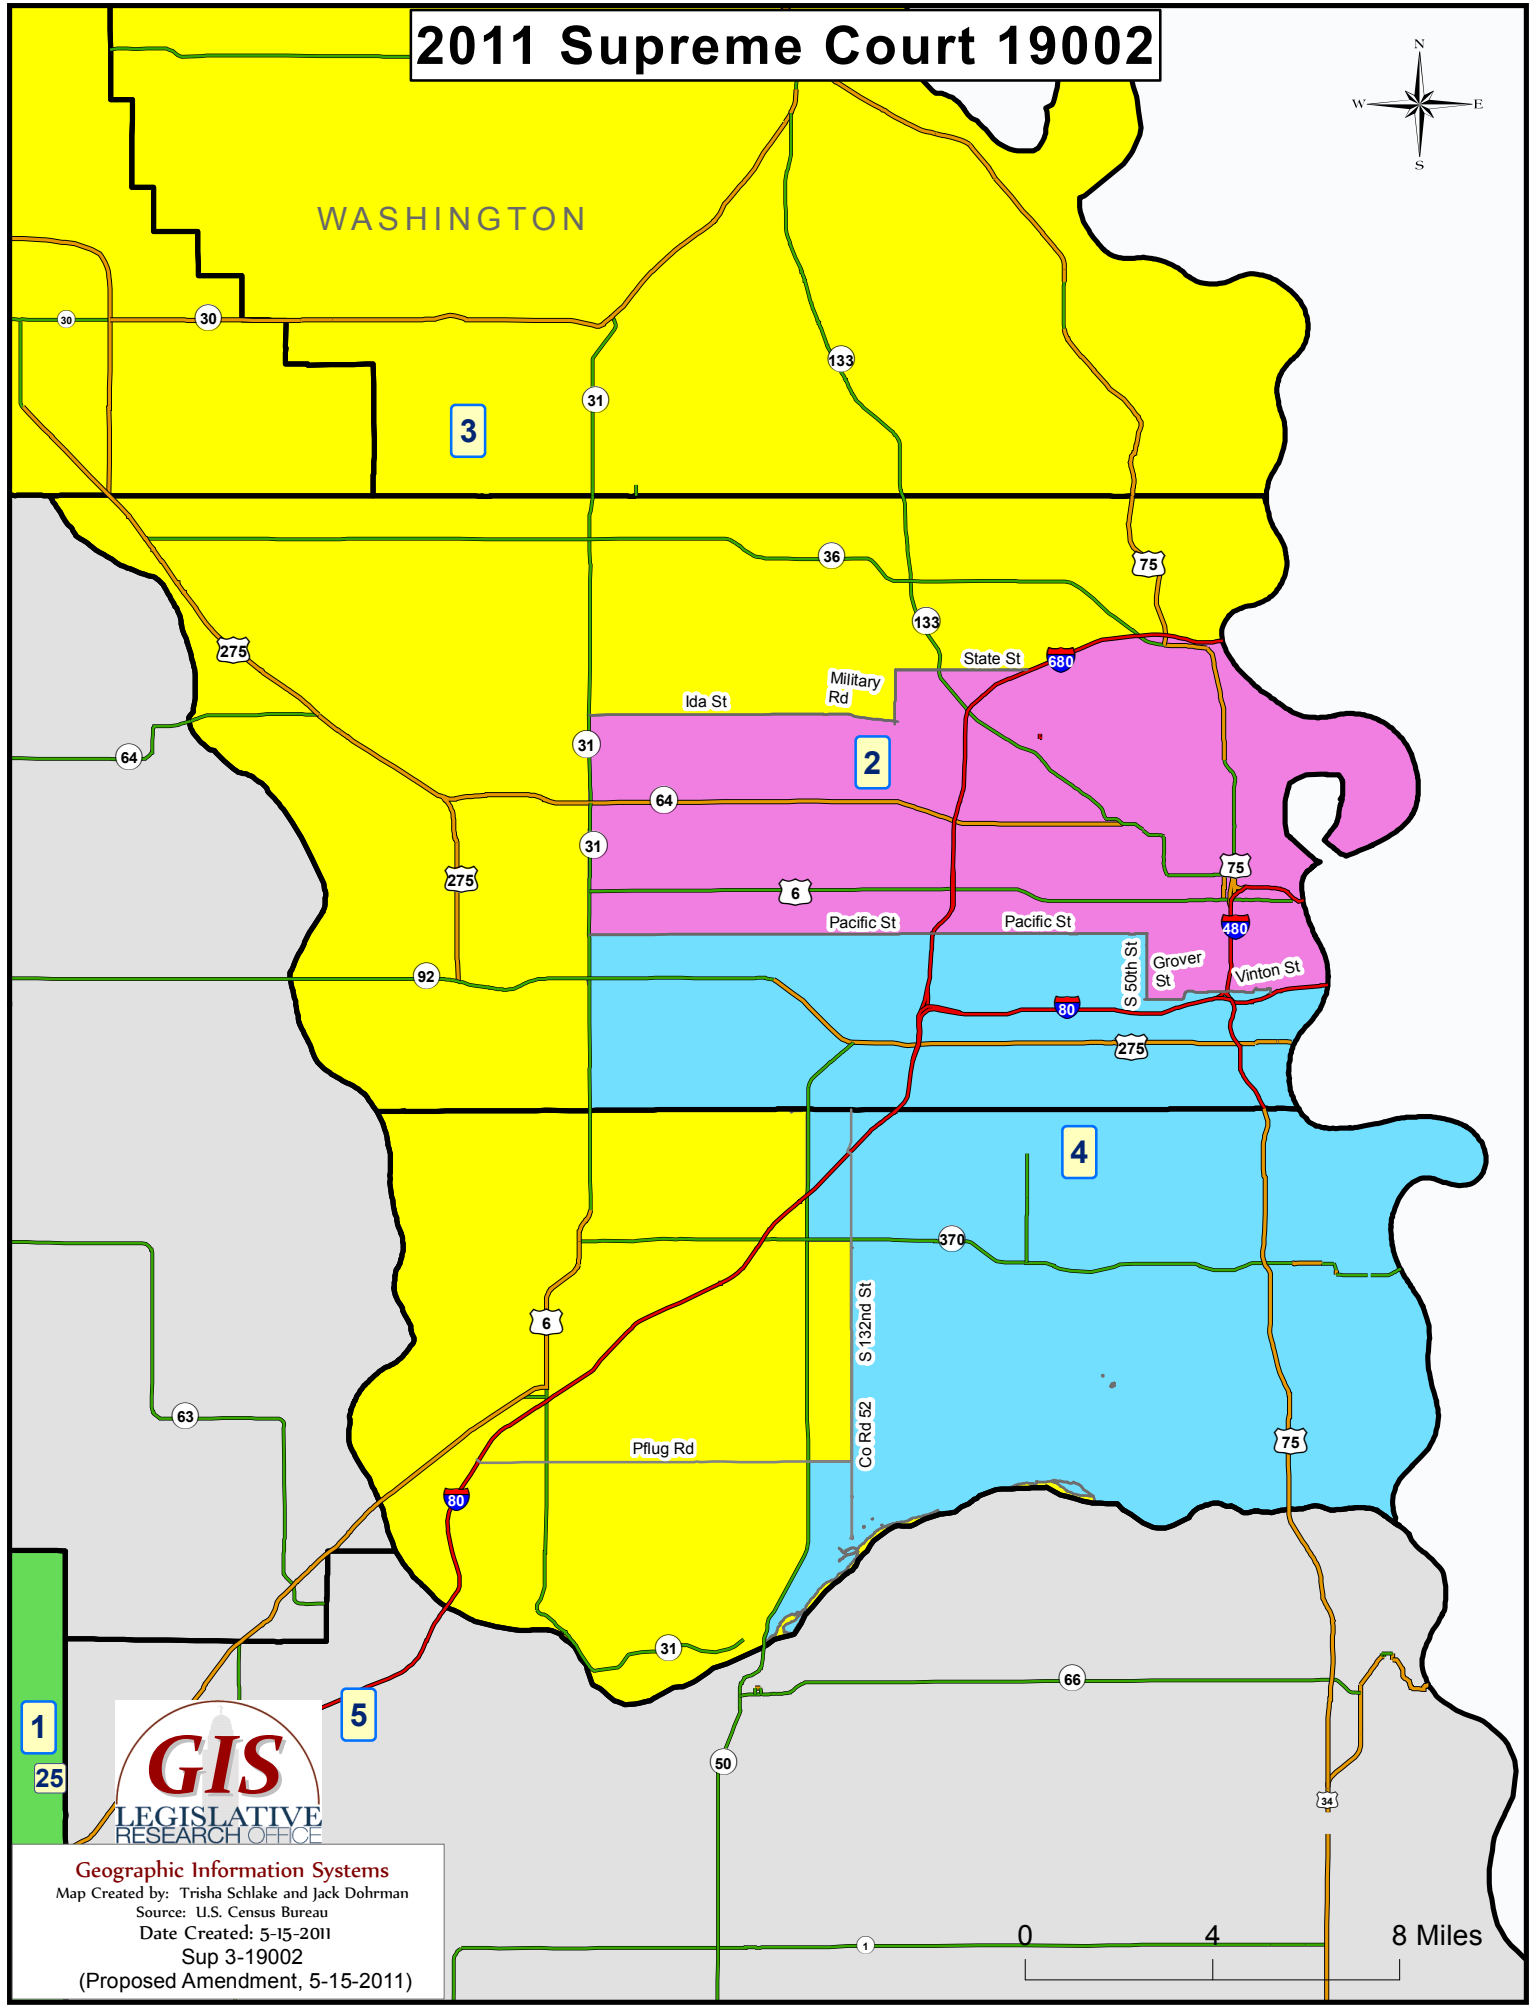 2011 Supreme Court 19002
N
W E
S
WASHINGTON
30
30
133
31
3
36
75
133
275
State St
680
Military
Rd
Ida St
31
2
64
64
31
75
275
6
Pacific St
Pacific St
480
S 50th St
Grover
St
Vinton St
92
80
275
4
370
6
S 132nd St
63
Co Rd 52
Pflug Rd
75
80
31
66
1
5
25
50
34
GIS
LEGISLATIVE
RESEARCH OFFICE
Geographic Information Systems
Map Created by: Trisha Schlake and Jack Dohrman
Source: U.S. Census Bureau
Date Created: 5-15-2011
Sup 3-19002
(Proposed Amendment, 5-15-2011)
1
0 4 8 Miles